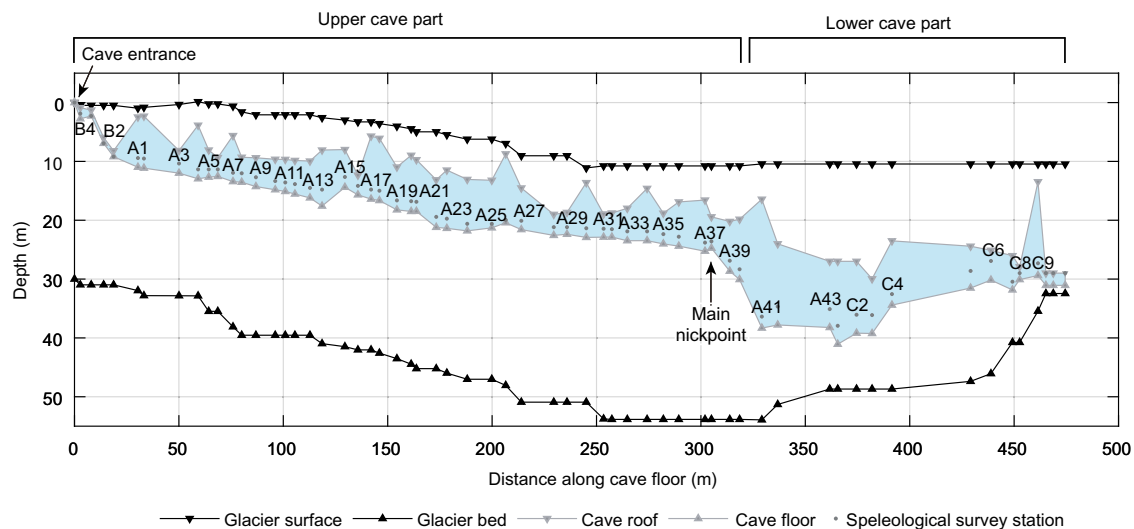 Upper cave part Lower cave part
Cave entrance
0
B4
B2
A1
A3
A5
A7
A9
A11
A13
A15
A17
A19
A21
A23
A25
A27
A29
A31
A33
A35
A37
A39
A41
A43
C2
C4
C6
C8C9
Main
nickpoint
10
20
30
40
50
Depth (m)
0 50 100 150 200 250 300 350 400 450 500
Distance along cave floor (m)
Glacier surface Glacier bed Cave roof Cave floor Speleological survey station